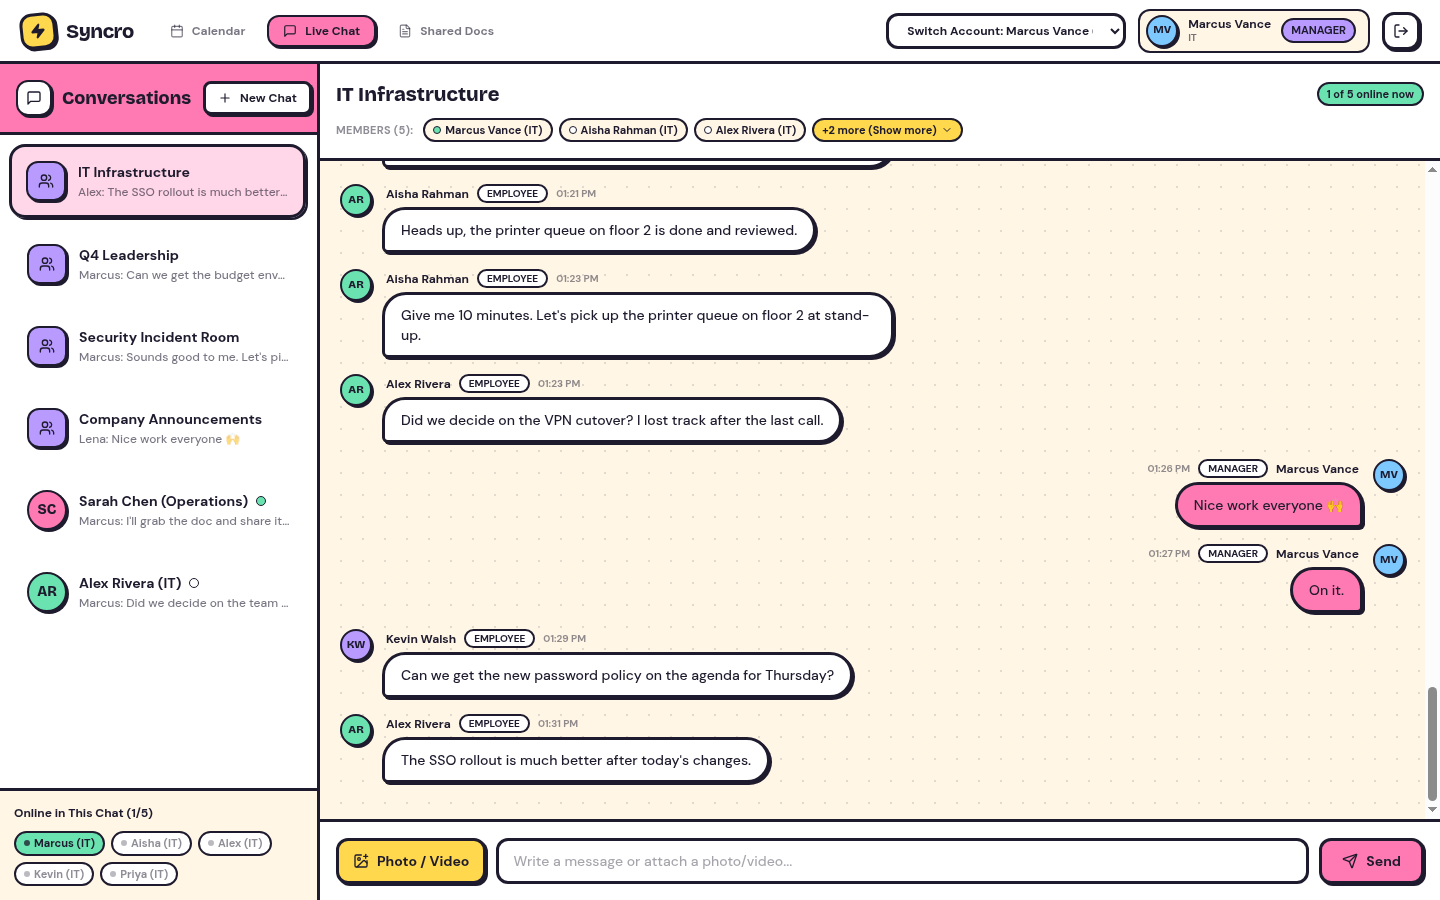 Syncro
Calendar
Live Chat
Shared Docs
Switch Account: Marcus Vance
MV
Marcus Vance
IT
MANAGER
Conversations
New Chat
IT Infrastructure
Alex: The SSO rollout is much better...
Q4 Leadership
Marcus: Can we get the budget env...
Security Incident Room
Marcus: Sounds good to me. Let's pi...
Company Announcements
Lena: Nice work everyone 🙌
SC
Sarah Chen (Operations)
Marcus: I'll grab the doc and share it...
AR
Alex Rivera (IT)
Marcus: Did we decide on the team ...
Online in This Chat (1/5)
Marcus (IT)
Aisha (IT)
Alex (IT)
Kevin (IT)
Priya (IT)
IT Infrastructure
1 of 5 online now
MEMBERS (5):
Marcus Vance (IT)
Aisha Rahman (IT)
Alex Rivera (IT)
+2 more (Show more)
AR
Aisha Rahman EMPLOYEE 01:21 PM
Heads up, the printer queue on floor 2 is done and reviewed.
AR
Aisha Rahman EMPLOYEE 01:23 PM
Give me 10 minutes. Let's pick up the printer queue on floor 2 at stand-
up.
AR
Alex Rivera EMPLOYEE 01:23 PM
Did we decide on the VPN cutover? I lost track after the last call.
01:26 PM MANAGER Marcus Vance
MV
Nice work everyone 🙌
01:27 PM MANAGER Marcus Vance
MV
On it.
KW
Kevin Walsh EMPLOYEE 01:29 PM
Can we get the new password policy on the agenda for Thursday?
AR
Alex Rivera EMPLOYEE 01:31 PM
The SSO rollout is much better after today's changes.
Photo / Video
Write a message or attach a photo/video...
Send